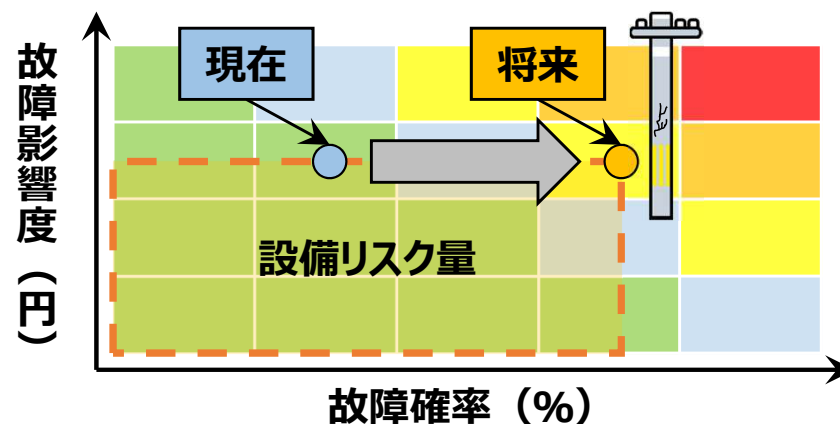 現在
将来
故障影響度（円）
設備リスク量
故障確率（%）